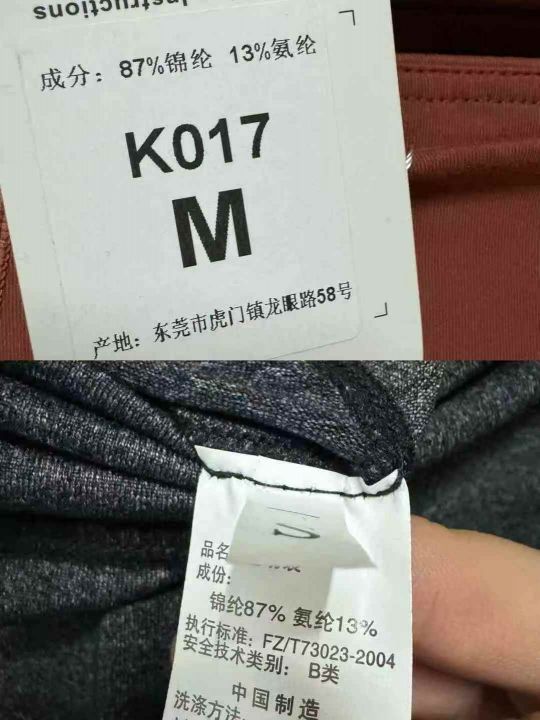 Instructions
成分：87%锦纶 13%氨纶
K017
M
产地：东莞市虎门镇龙眼路58号
品名
成份：
锦纶87% 氨纶13%
执行标准：FZ/T73023-2004
安全技术类别：B类
中国制造
洗涤方法：